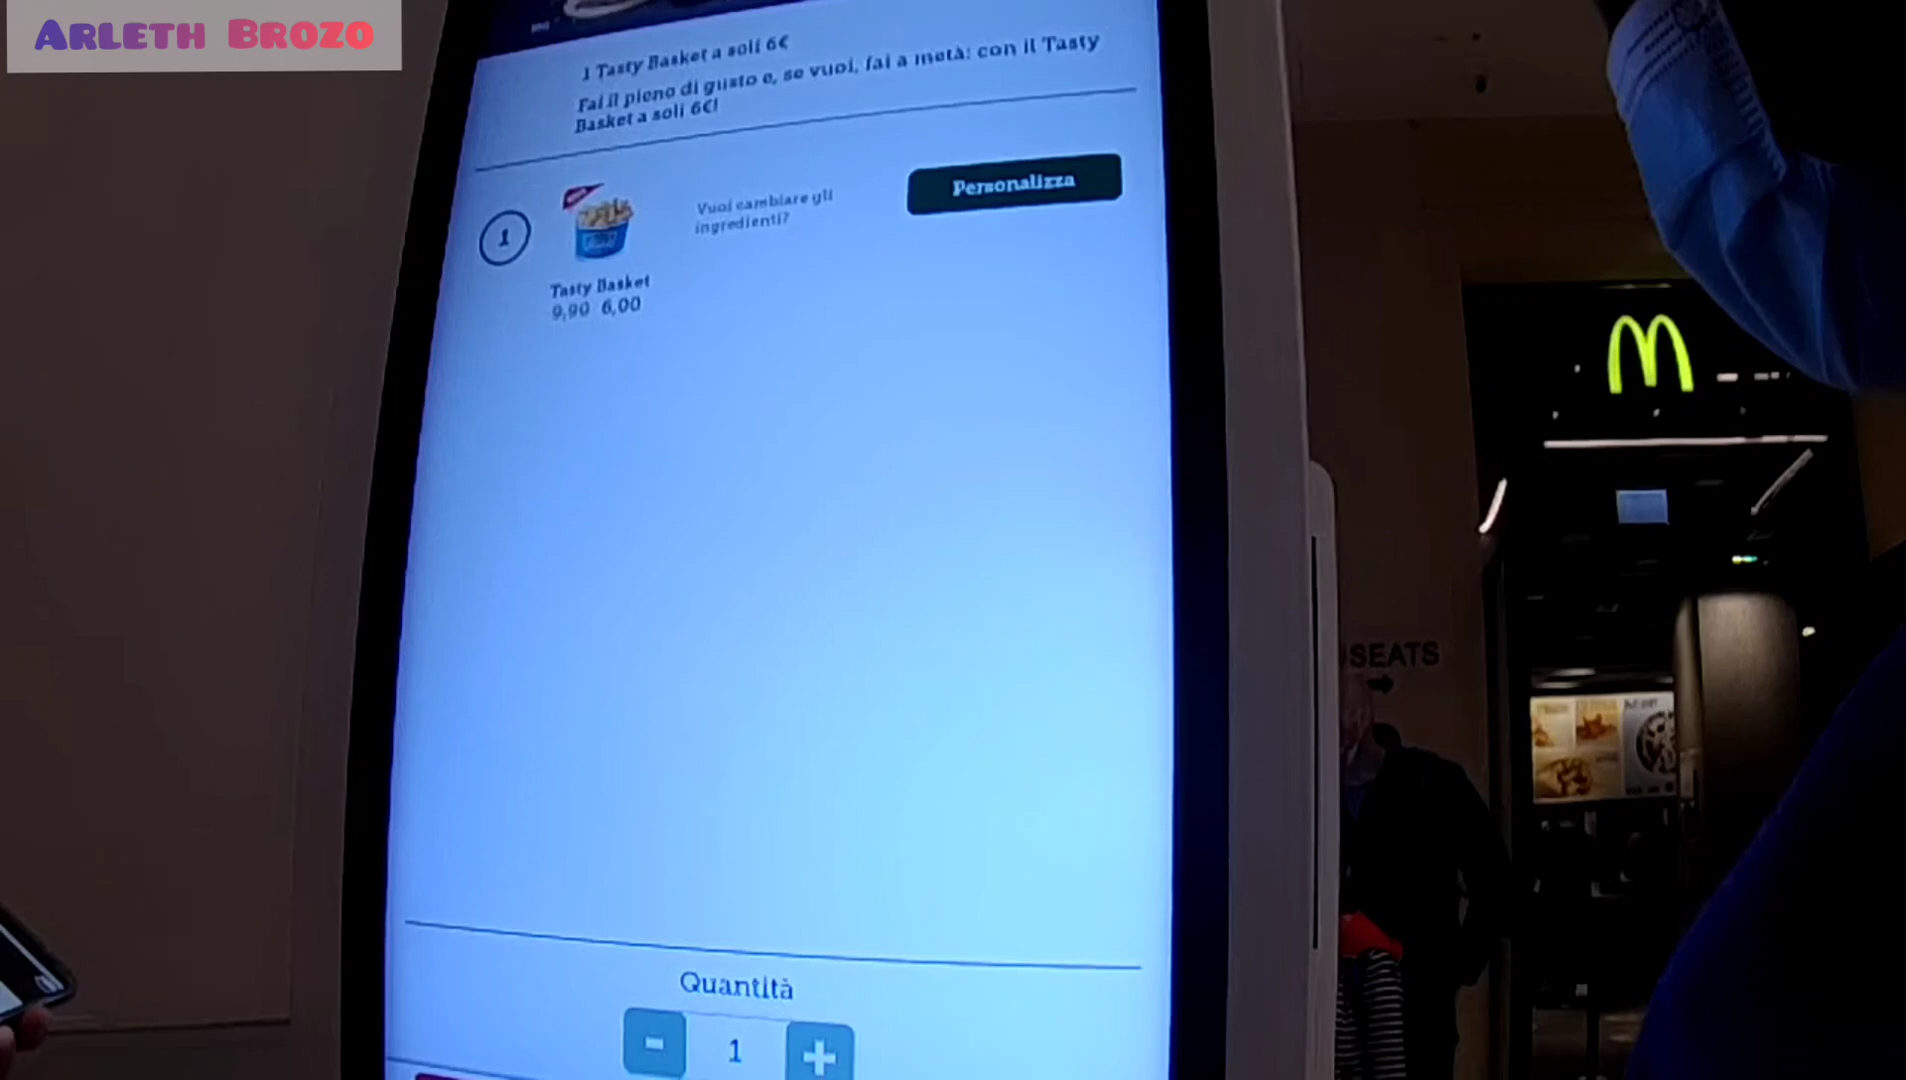 ARLETH BROZO
1 Tasty Basket a soli 6€
Fai il pieno di gusto e, se vuoi, fai a metà: con il Tasty
Basket a soli 6€!
1
Vuoi cambiare gli
ingredienti?
Personalizza
Tasty Basket
9,90 6,00
SEATS
Quantità
- 1 +